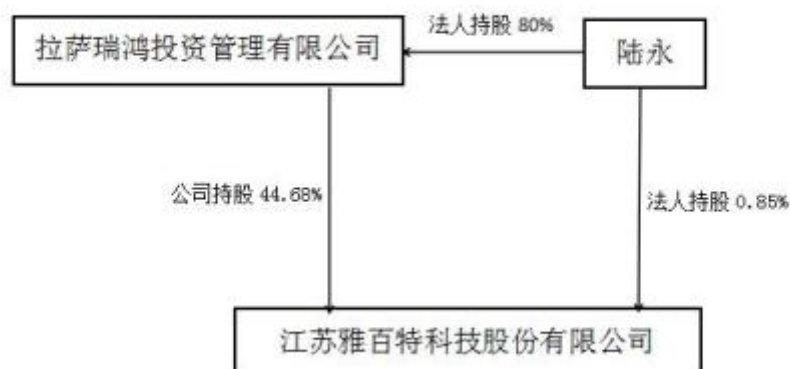 法人持股 80%
拉萨瑞鸿投资管理有限公司
陆永
公司持股 44.68%
法人持股 0.85%
江苏雅百特科技股份有限公司